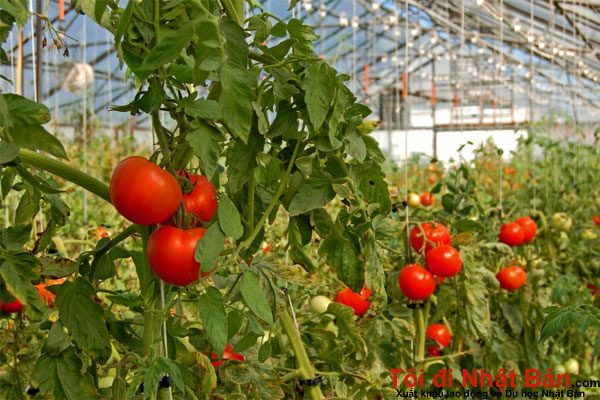 Tôi đi Nhật Bản.com
Xuất khẩu lao động và Du học Nhật Bản